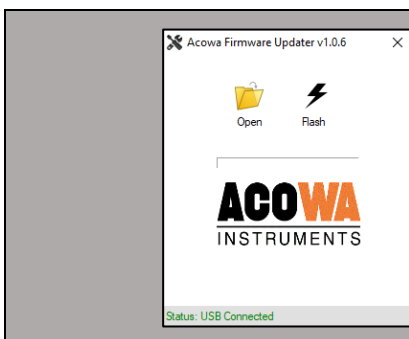 Acowa Firmware Updater v1.0.6
Open Flash
ACOWA
INSTRUMENTS
Status: USB Connected